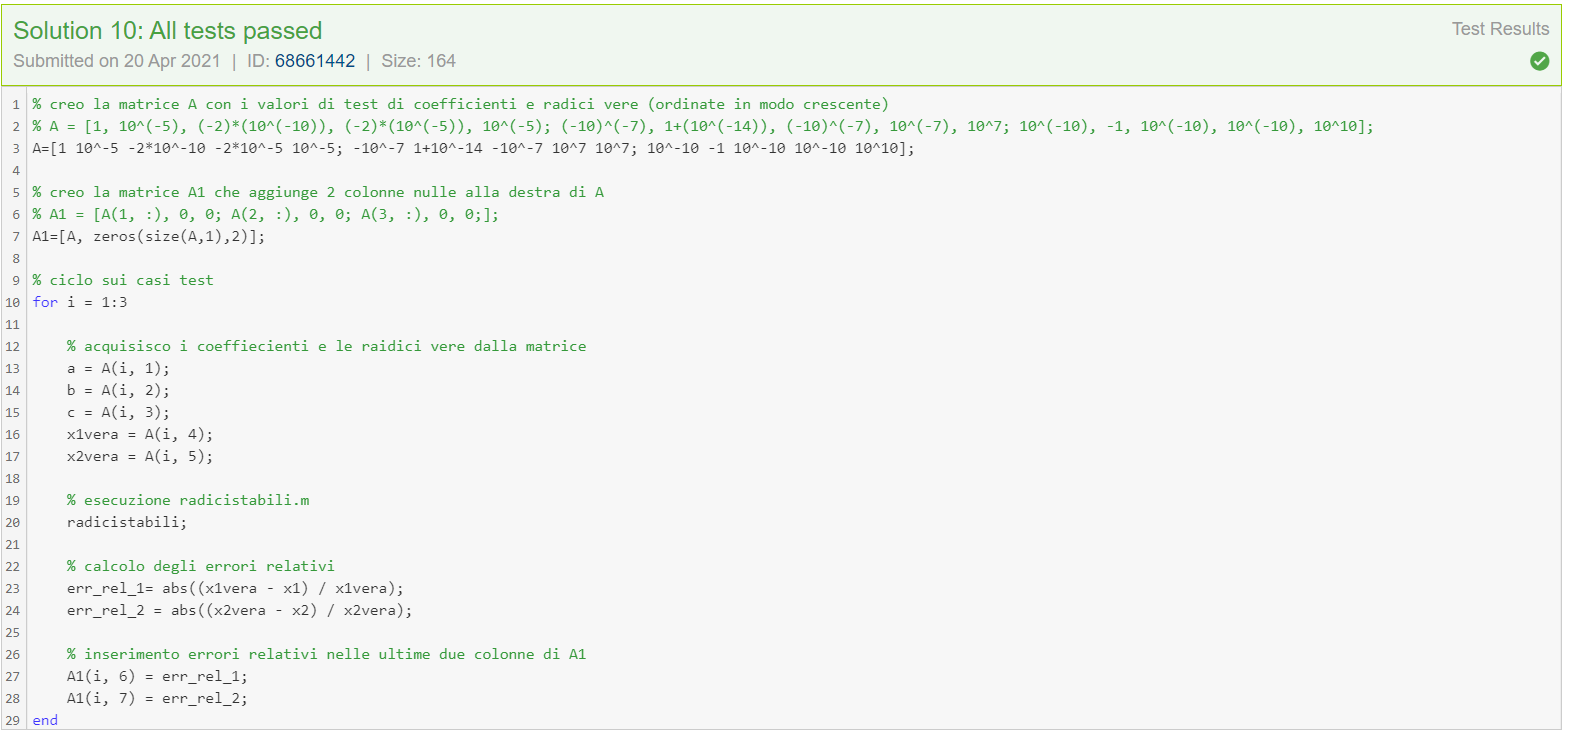 Solution 10: All tests passed
Test Results
Submitted on 20 Apr 2021 | ID: 68661442 | Size: 164
1 % creo la matrice A con i valori di test di coefficienti e radici vere (ordinate in modo crescente)
2 % A = [1, 10^(-5), (-2)*(10^(-10)), (-2)*(10^(-5)), 10^(-5); (-10)^(-7), 1+(10^(-14)), (-10)^(-7), 10^(-7), 10^7; 10^(-10), -1, 10^(-10), 10^(-10), 10^10];
3 A=[1 10^-5 -2*10^-10 -2*10^-5 10^-5; -10^-7 1+10^-14 -10^-7 10^7 10^7; 10^-10 -1 10^-10 10^-10 10^10];
4
5 % creo la matrice A1 che aggiunge 2 colonne nulle alla destra di A
6 % A1 = [A(1, :), 0, 0; A(2, :), 0, 0; A(3, :), 0, 0;];
7 A1=[A, zeros(size(A,1),2)];
8
9 % ciclo sui casi test
10 for i = 1:3
11
12 % acquisisco i coeffiecienti e le raidici vere dalla matrice
13 a = A(i, 1);
14 b = A(i, 2);
15 c = A(i, 3);
16 x1vera = A(i, 4);
17 x2vera = A(i, 5);
18
19 % esecuzione radicistabili.m
20 radicistabili;
21
22 % calcolo degli errori relativi
23 err_rel_1= abs((x1vera - x1) / x1vera);
24 err_rel_2 = abs((x2vera - x2) / x2vera);
25
26 % inserimento errori relativi nelle ultime due colonne di A1
27 A1(i, 6) = err_rel_1;
28 A1(i, 7) = err_rel_2;
29 end